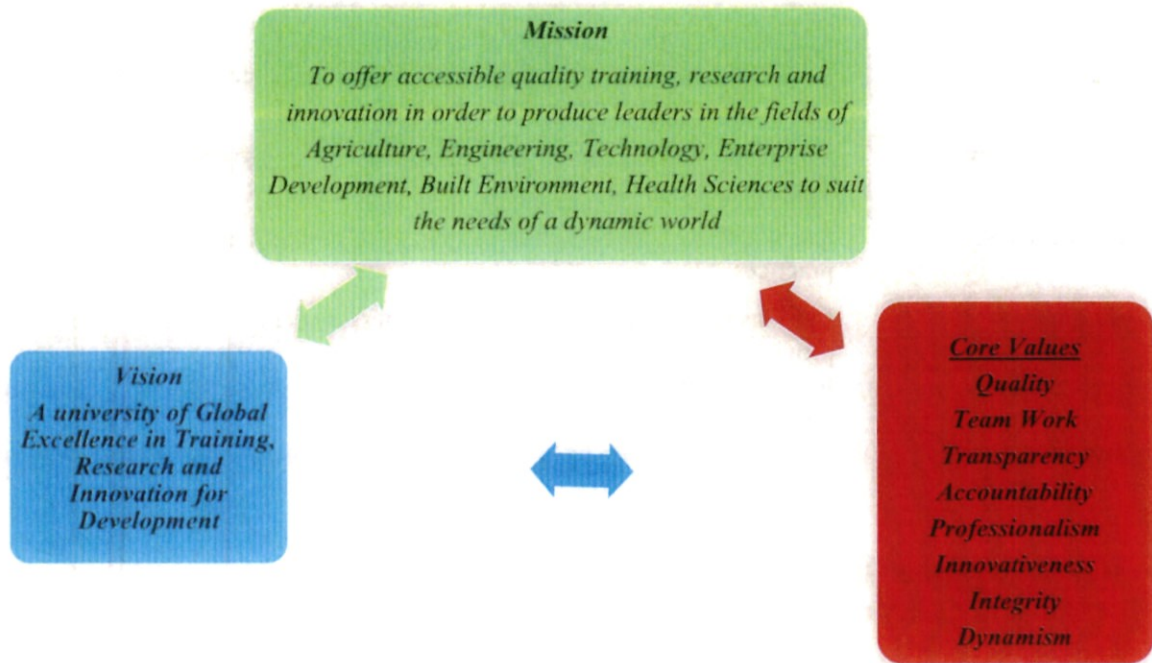 Mission
To offer accessible quality training, research and
innovation in order to produce leaders in the fields of
Agriculture, Engineering, Technology, Enterprise
Development, Built Environment, Health Sciences to suit
the needs of a dynamic world
Vision
A university of Global
Excellence in Training,
Research and
Innovation for
Development
Core Values
Quality
Team Work
Transparency
Accountability
Professionalism
Innovativeness
Integrity
Dynamism